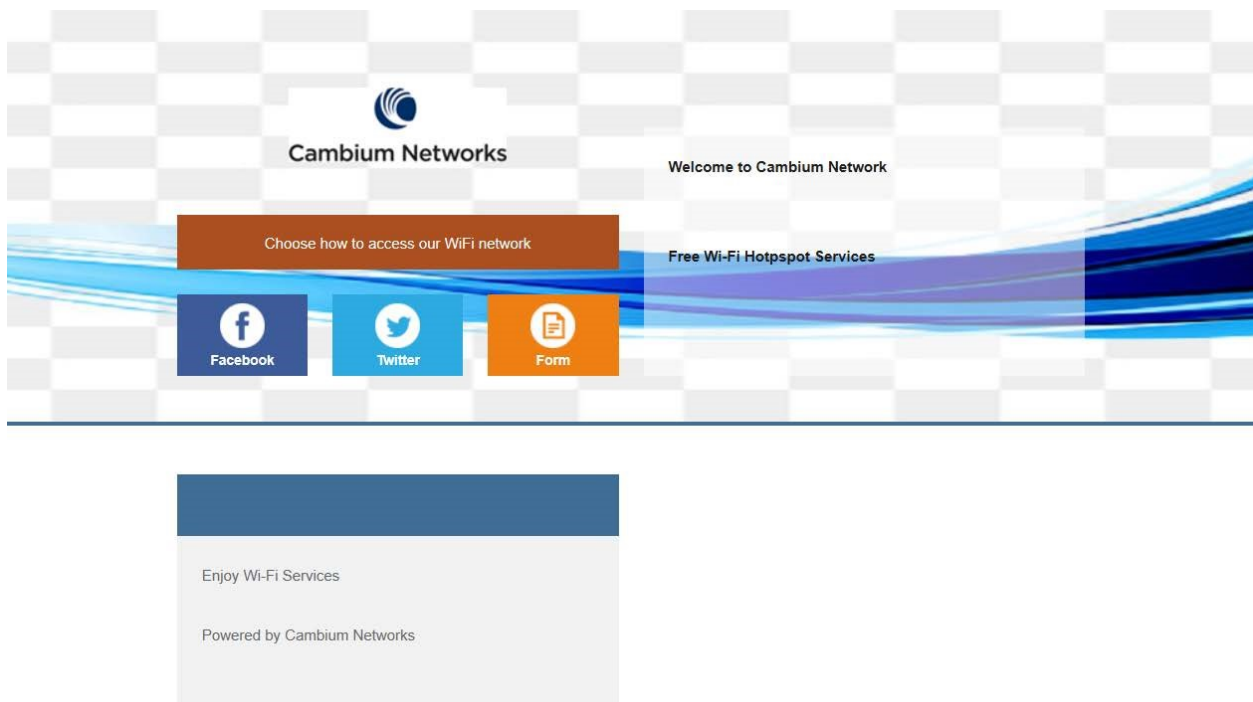 Cambium Networks
Choose how to access our WiFi network
Facebook
Twitter
Form
Welcome to Cambium Network
Free Wi-Fi Hotpspot Services
Enjoy Wi-Fi Services
Powered by Cambium Networks